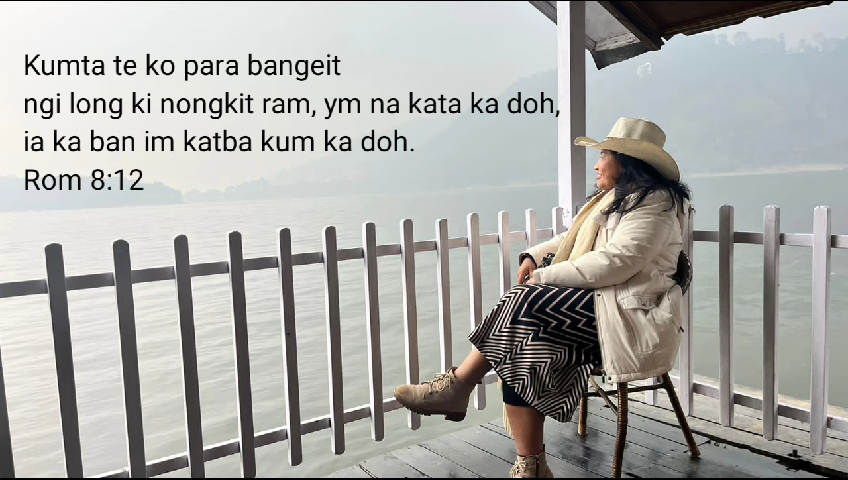 Kumta te ko para bangeit
ngi long ki nongkit ram, ym na kata ka doh,
ia ka ban im katba kum ka doh.
Rom 8:12